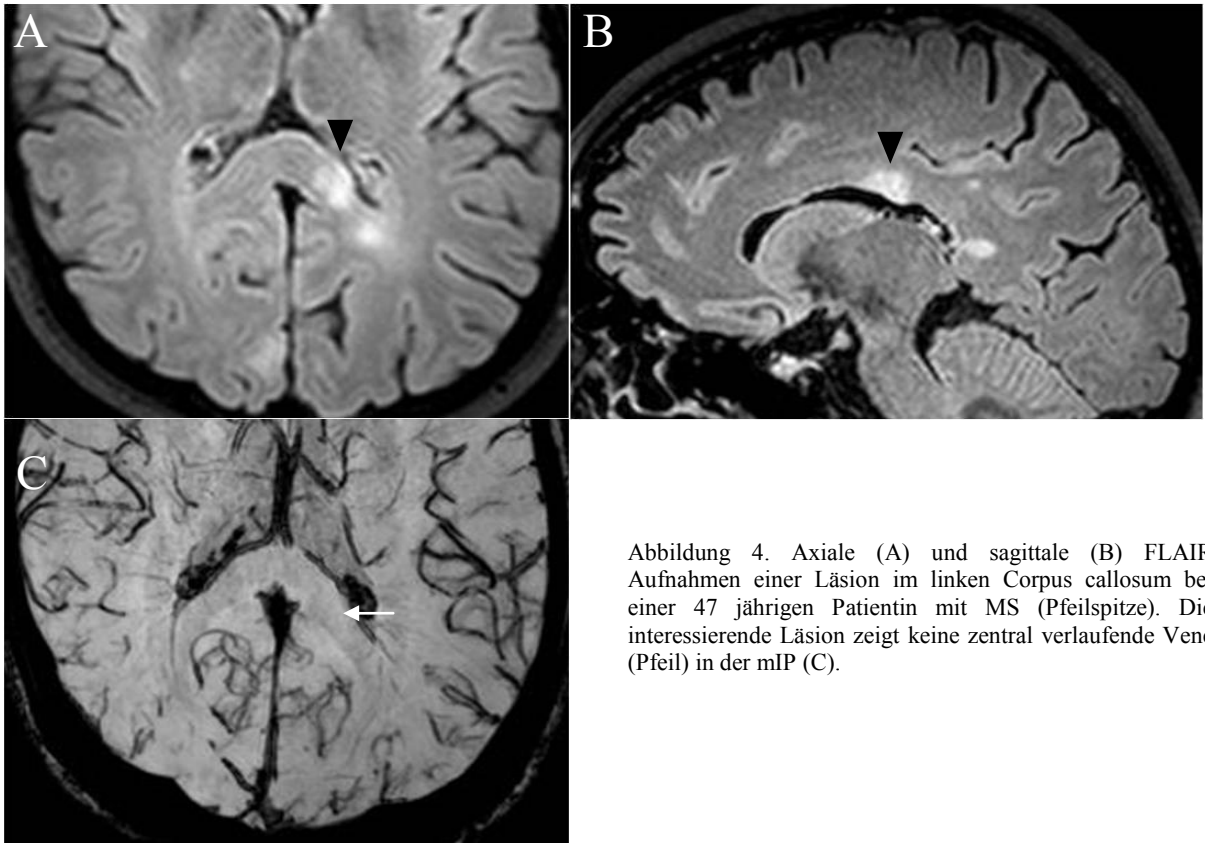 A
B
C
Abbildung 4. Axiale (A) und sagittale (B) FLAIR
Aufnahmen einer Läsion im linken Corpus callosum be
einer 47 jährigen Patientin mit MS (Pfeilspitze). Die
interessierende Läsion zeigt keine zentral verlaufende Vene
(Pfeil) in der mIP (C).